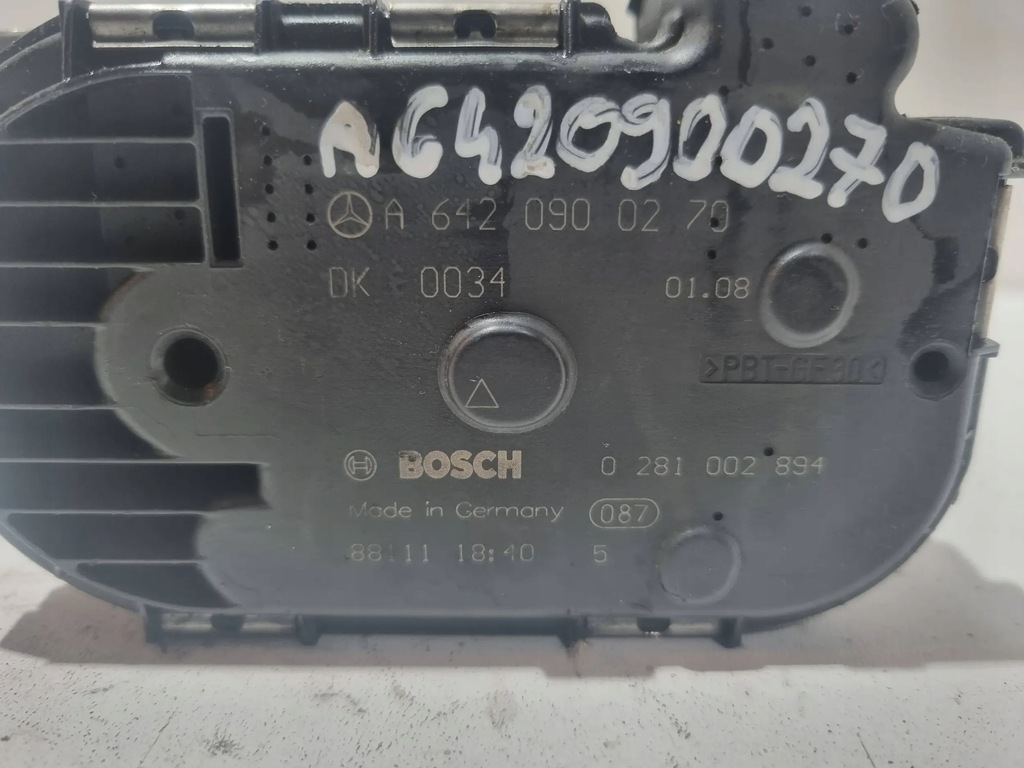 A6420900270
A 642 090 02 70
DK 0034 01.08
>PBT-GF30<
BOSCH 0 281 002 894
Made in Germany 087
88111 18:40 5